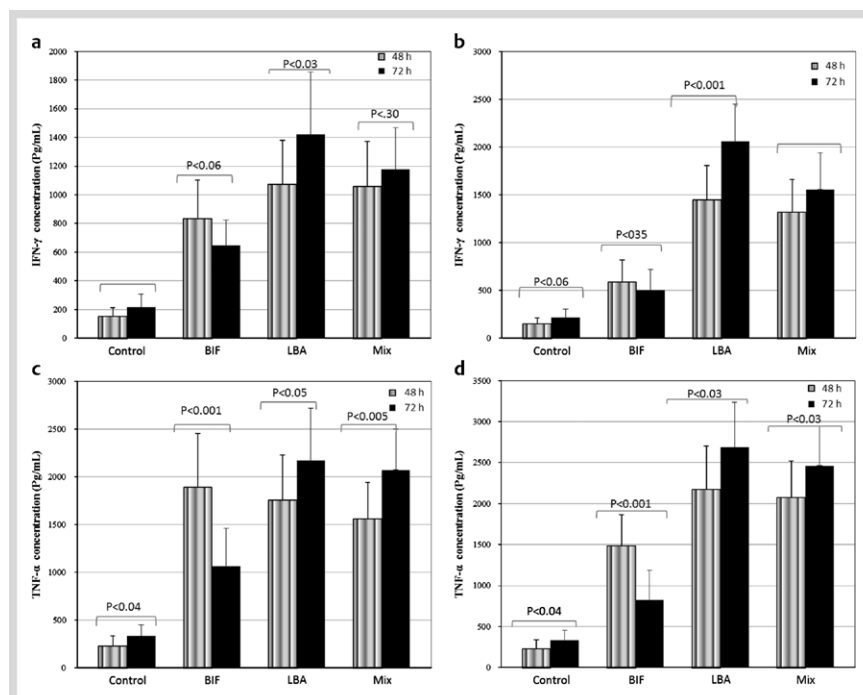 a
2000
1800
1600
1400
1200
1000
800
600
400
200
0
IFN-γ concentration (Pg/mL)
48 h
72 h
P<0.06
P<0.03
P<.30
Control BIF LBA Mix
b
3000
2500
2000
1500
1000
500
0
IFN-γ concentration (Pg/mL)
48 h
72 h
P<0.06
P<035
P<0.001
Control BIF LBA Mix
c
3000
2500
2000
1500
1000
500
0
TNF-α concentration (Pg/mL)
48 h
72 h
P<0.04
P<0.001
P<0.05
P<0.005
Control BIF LBA Mix
d
3500
3000
2500
2000
1500
1000
500
0
TNF-α concentration (Pg/mL)
48 h
72 h
P<0.04
P<0.001
P<0.03
P<0.03
Control BIF LBA Mix